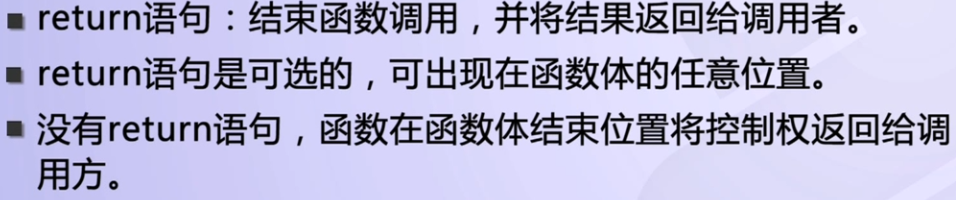 ■ return语句：结束函数调用，并将结果返回给调用者。
■ return语句是可选的，可出现在函数体的任意位置。
■ 没有return语句，函数在函数体结束位置将控制权返回给调
用方。